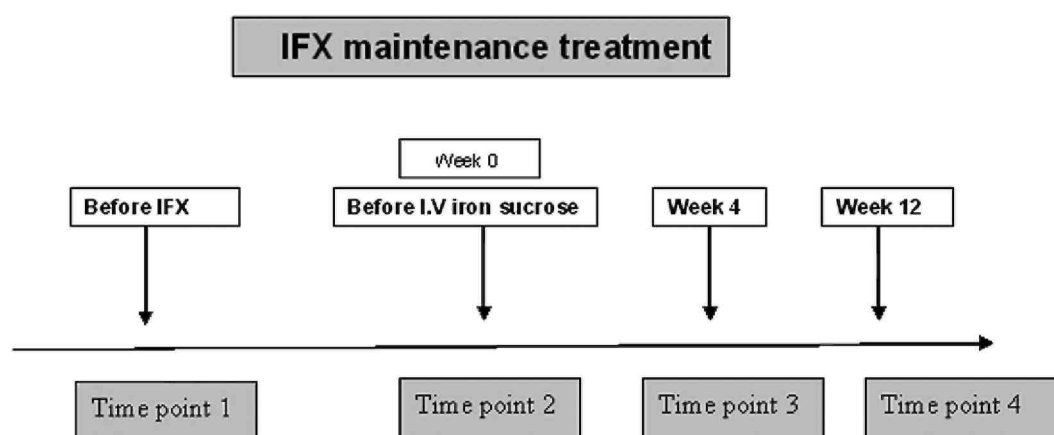 IFX maintenance treatment
Week 0
Before IFX
Before I.V iron sucrose
Week 4
Week 12
Time point 1
Time point 2
Time point 3
Time point 4